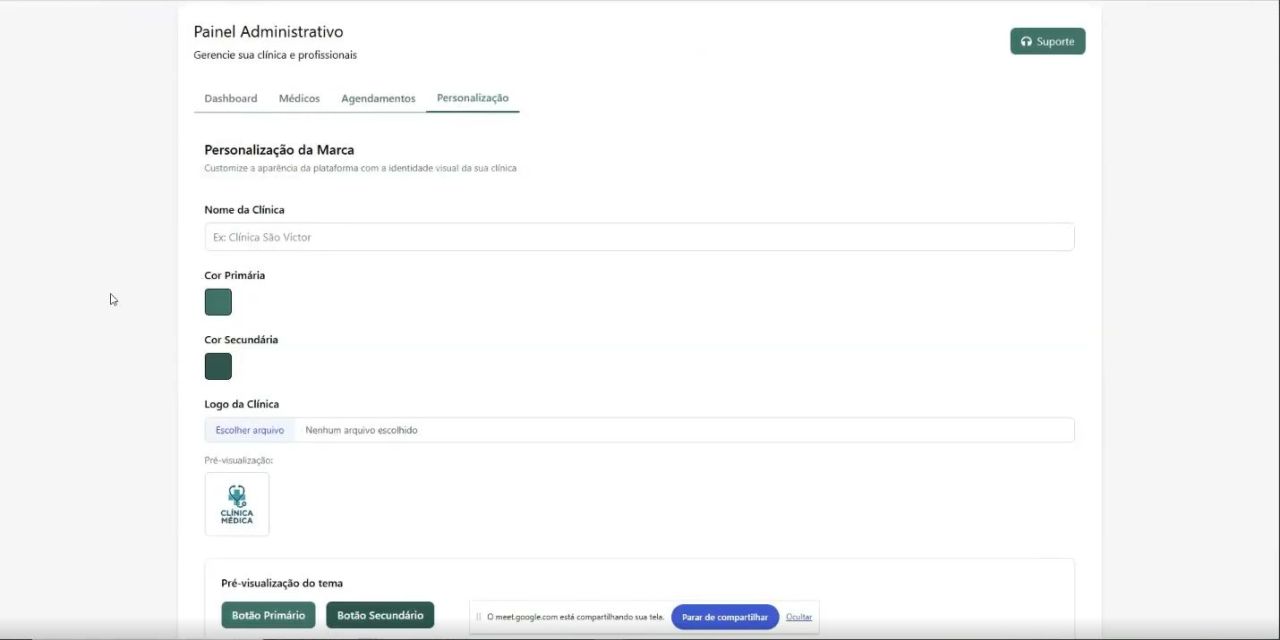 Painel Administrativo
Gerencie sua clínica e profissionais
Suporte
Dashboard Médicos Agendamentos Personalização
Personalização da Marca
Customize a aparência da plataforma com a identidade visual da sua clínica
Nome da Clínica
Ex: Clínica São Victor
Cor Primária
Cor Secundária
Logo da Clínica
Escolher arquivo Nenhum arquivo escolhido
Pré-visualização:
CLÍNICA
MÉDICA
Pré-visualização do tema
Botão Primário Botão Secundário
O meet.google.com está compartilhando sua tela. Parar de compartilhar Ocultar